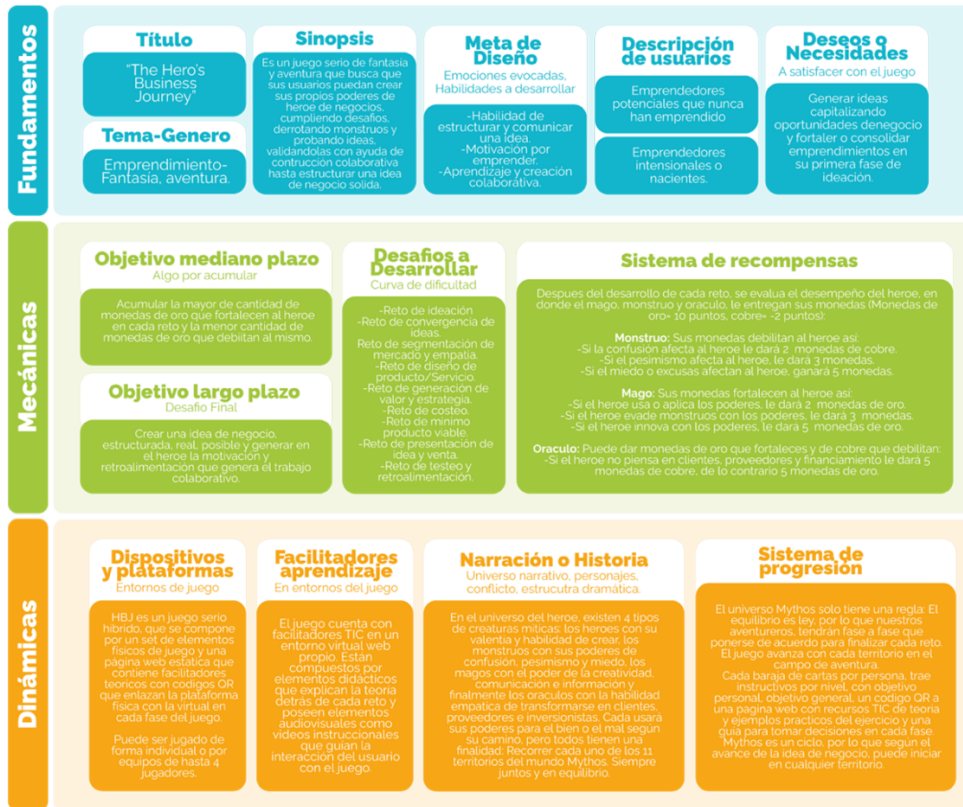 Fundamentos
Título
"The Hero's
Business
Journey"
Tema-Genero
Emprendimiento-
Fantasía, aventura.
Sinopsis
Es un juego serio de fantasía
y aventura que busca que
sus usuarios puedan crear
sus propios poderes de
heroe de negocios,
cumpliendo desafíos,
derrotando monstruos y
probando ideas,
validandolas con ayuda de
contrucción colaborativa
hasta estructurar una idea
de negocio solida.
Meta de
Diseño
Emociones evocadas,
Habilidades a desarrollar
-Habilidad de
estructurar y comunicar
una idea.
-Motivación por
emprender.
-Aprendizaje y creación
colaborativa.
Descripción
de usuarios
Emprendedores
potenciales que nunca
han emprendido
Emprendedores
intensionales o
nacientes.
Deseos o
Necesidades
A satisfacer con el juego
Generar ideas
capitalizando
oportunidades denegocio
y fortaler o consolidar
emprendimientos en
su primera fase de
ideación.
Mecánicas
Objetivo mediano plazo
Algo por acumular
Acumular la mayor de cantidad de
monedas de oro que fortalecen al heroe
en cada reto y la menor cantidad de
monedas de oro que debiitan al mismo.
Objetivo largo plazo
Desafio Final
Crear una idea de negocio,
estructurada, real, posible y generar en
el heroe la motivación y
retroalimentación que genera el trabajo
colaborativo.
Desafios a
Desarrollar
Curva de dificultad
-Reto de ideación
-Reto de convergencia de
ideas.
Reto de segmentación de
mercado y empatía.
-Reto de diseño de
producto/Servicio.
-Reto de generación de
valor y estrategia.
-Reto de costeo.
-Reto de minimo
producto viable.
-Reto de presentación de
idea y venta.
-Reto de testeo y
retroalimentación.
Sistema de recompensas
Despues del desarrollo de cada reto, se evalua el desempeño del heroe, en
donde el mago, monstruo y oraculo, le entregan sus monedas (Monedas de
oro= 10 puntos, cobre= -2 puntos):
Monstruo: Sus monedas debilitan al heroe asi:
-Si la confusión afecta al heroe le dará 2 monedas de cobre.
-Si el pesimismo afecta al heroe, le dará 3 monedas.
-Si el miedo o excusas afectan al heroe, ganará 5 monedas.
Mago: Sus monedas fortalecen al heroe asi:
-Si el heroe usa o aplica los poderes, le dará 2 monedas de oro.
-Si el heroe evade monstruos con los poderes, le dará 3 monedas.
-Si el heroe innova con los poderes, le dará 5 monedas de oro.
Oraculo: Puede dar monedas de oro que fortaleces y de cobre que debilitan:
-Si el heroe no piensa en clientes, proveedores y financiamiento le dará 5
monedas de cobre, de lo contrario 5 monedas de oro.
Dinámicas
Dispositivos
y plataformas
Entornos de juego
HBJ es un juego serio
hibrido, que se compone
por un set de elementos
fisicos de juego y una
página web estatica que
contiene facilitadores
teoricos con codigos QR
que enlazan la plataforma
fisica con la virtual en
cada fase del juego.
Puede ser jugado de
forma individual o por
equipos de hasta 4
jugadores.
Facilitadores
aprendizaje
En entornos del juego
El juego cuenta con
facilitadores TIC en un
entorno virtual web
propio. Están
compuestos por
elementos didácticos
que explican la teoría
detrás de cada reto y
poseen elementos
audiovisuales como
videos instruccionales
que guian la
interacción del usuario
con el juego.
Narración o Historia
Universo narrativo, personajes,
conflicto, estrucutra dramática.
En el universo del heroe, existen 4 tipos
de creaturas miticas: los heroes con su
valentia y habilidad de crear: los
monstruos con sus poderes de
confusión, pesimismo y miedo, los
magos con el poder de la creatividad,
comunicación e información y
finalmente los oraculos con la habilidad
empatica de transformarse en clientes,
proveedores e inversionistas. Cada usará
sus poderes para el bien o el mal según
su camino, pero todos tienen una
finalidad: Recorrer cada uno de los 11
territorios del mundo Mythos. Siempre
juntos y en equilibrio.
Sistema de
progresión
El universo Mythos solo tiene una regla: El
equilibrio es ley, por lo que nuestros
aventureros, tendrán fase a fase que
ponerse de acuerdo para finalizar cada reto.
El juego avanza con cada territorio en el
campo de aventura.
Cada baraja de cartas por persona, trae
instructivos por nivel, con objetivo
personal, objetivo general, un codigo QR
a una página web con recursos TIC de teoria
y ejemplos practicos del ejercicio y una
guia para tomar decisiones en cada fase.
Mythos es un ciclo, por lo que según el
avance de la idea de negocio, puede iniciar
en cualquier territorio.